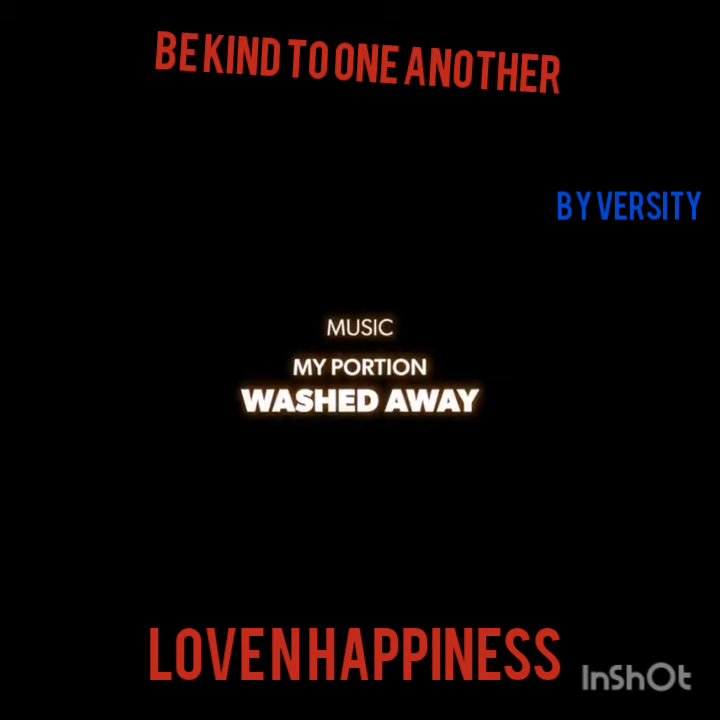 BE KIND TO ONE ANOTHER
BY VERSITY
MUSIC
MY PORTION
WASHED AWAY
LOVE N HAPPINESS
InShOt